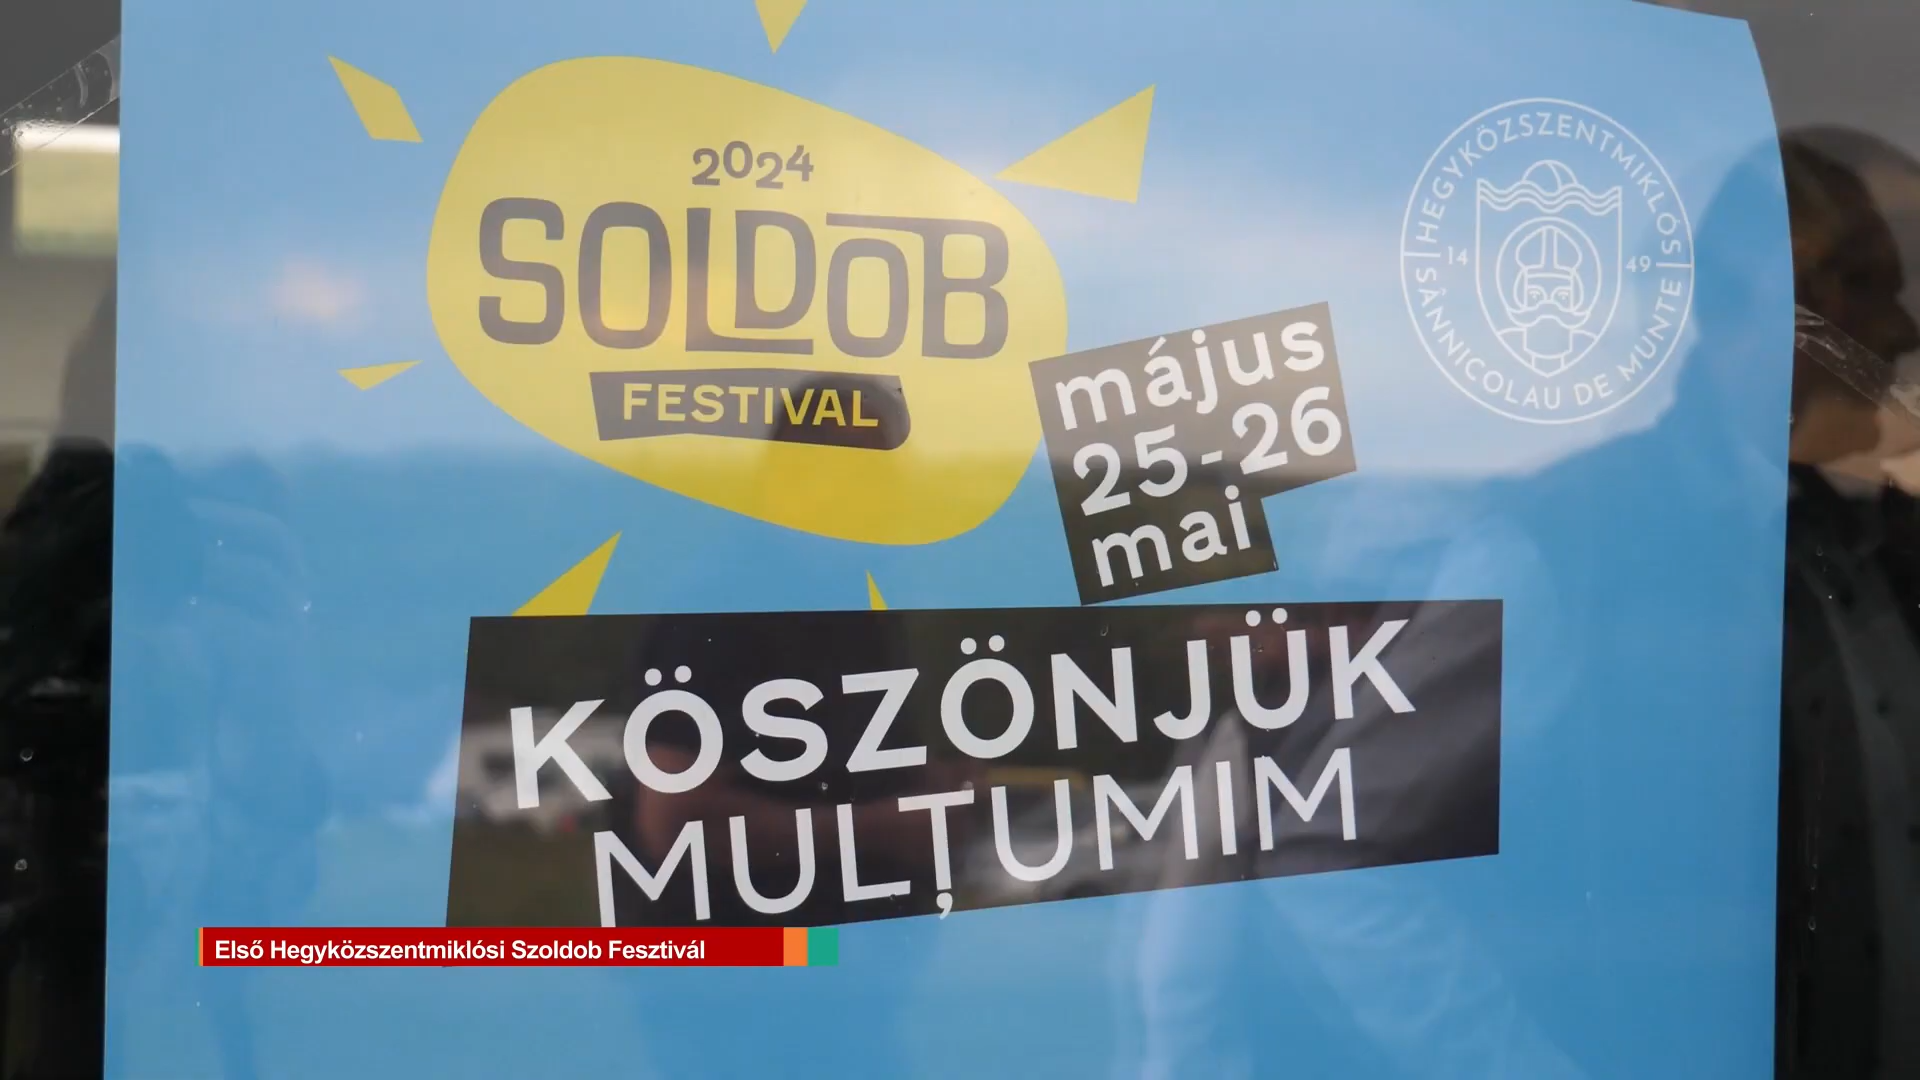 2024
SOLDOB
FESTIVAL
május
25-26
mai
HEGYKÖZSZENTMIKLÓS
14 49
SÂNNICOLAU DE MUNTE
KÖSZÖNJÜK
MULȚUMIM
Első Hegyközszentmiklósi Szoldob Fesztivál